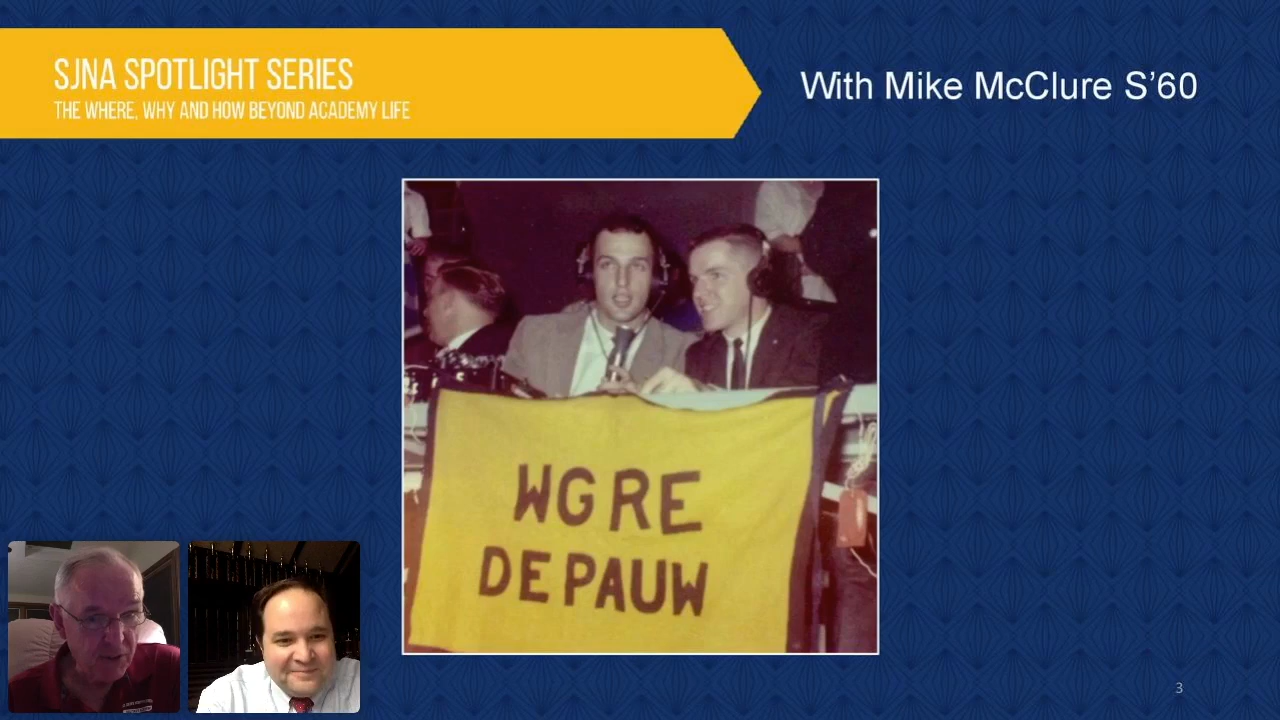 SJNA SPOTLIGHT SERIES
THE WHERE, WHY AND HOW BEYOND ACADEMY LIFE
With Mike McClure S’60
WGRE
DEPAUW
3